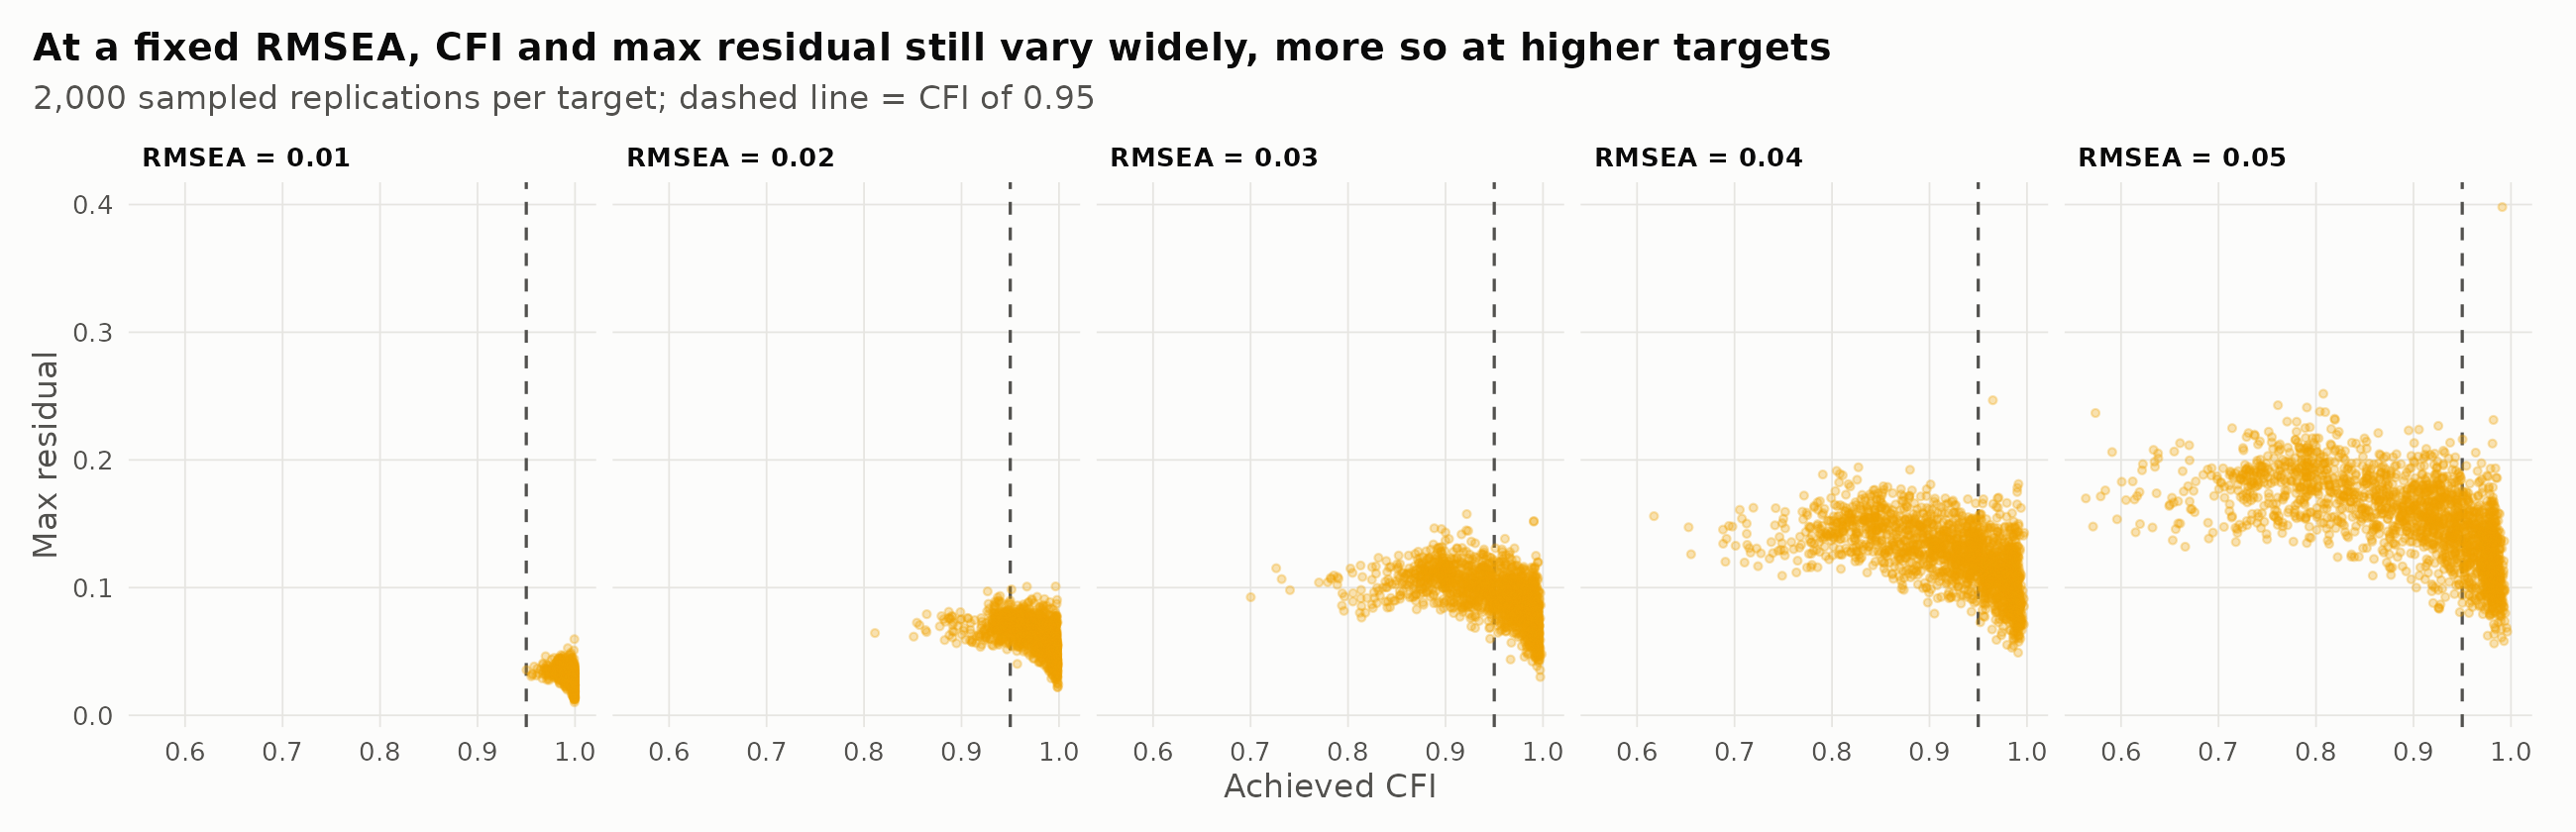 At a fixed RMSEA, CFI and max residual still vary widely, more so at higher targets
2,000 sampled replications per target; dashed line = CFI of 0.95
RMSEA = 0.01 RMSEA = 0.02 RMSEA = 0.03 RMSEA = 0.04 RMSEA = 0.05
Max residual
0.4
0.3
0.2
0.1
0.0
0.6 0.7 0.8 0.9 1.0 0.6 0.7 0.8 0.9 1.0 0.6 0.7 0.8 0.9 1.0 0.6 0.7 0.8 0.9 1.0 0.6 0.7 0.8 0.9 1.0
Achieved CFI